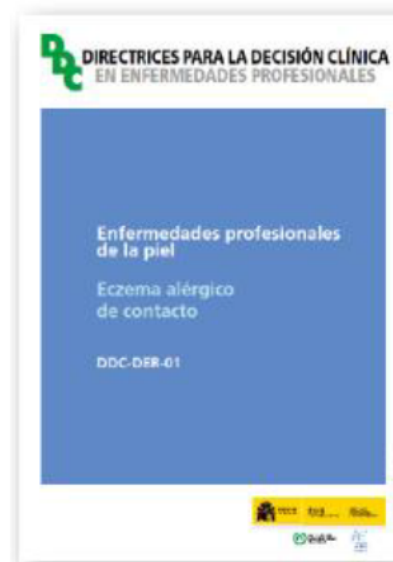 DDC
DIRECTRICES PARA LA DECISIÓN CLÍNICA
EN ENFERMEDADES PROFESIONALES
Enfermedades profesionales
de la piel
Eczema alérgico
de contacto
DDC-DER-01